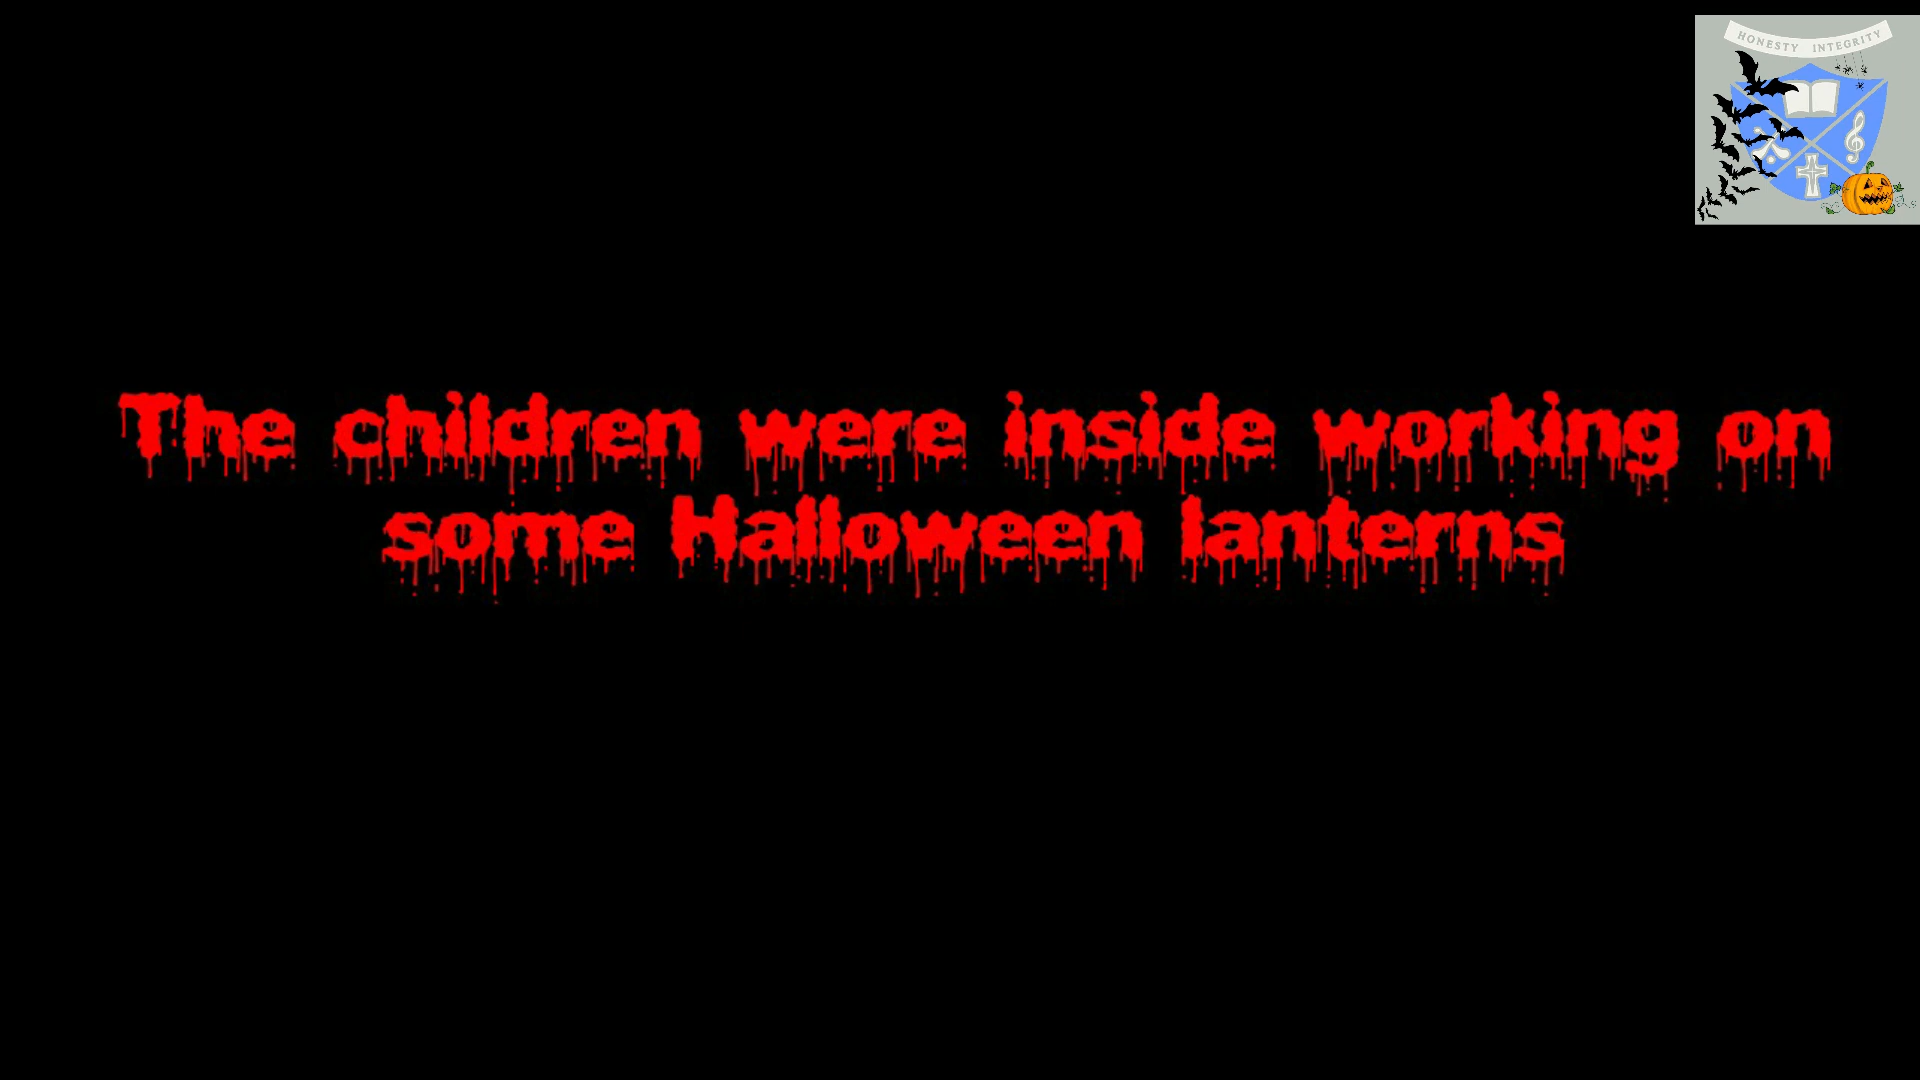 HONESTY INTEGRITY
The children were inside working on
some Halloween lanterns